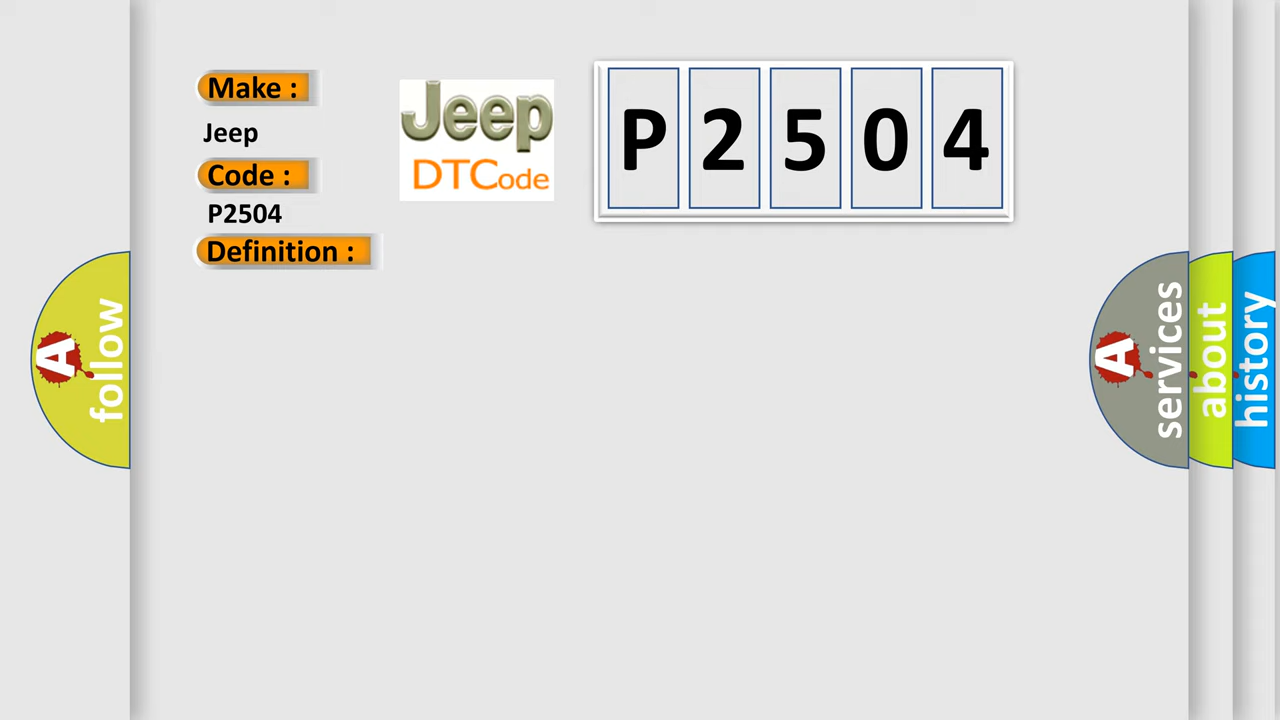 Make :
Jeep
Code :
P2504
Definition :
Jeep
DTCode
P 2 5 0 4
A follow
A services
about
history